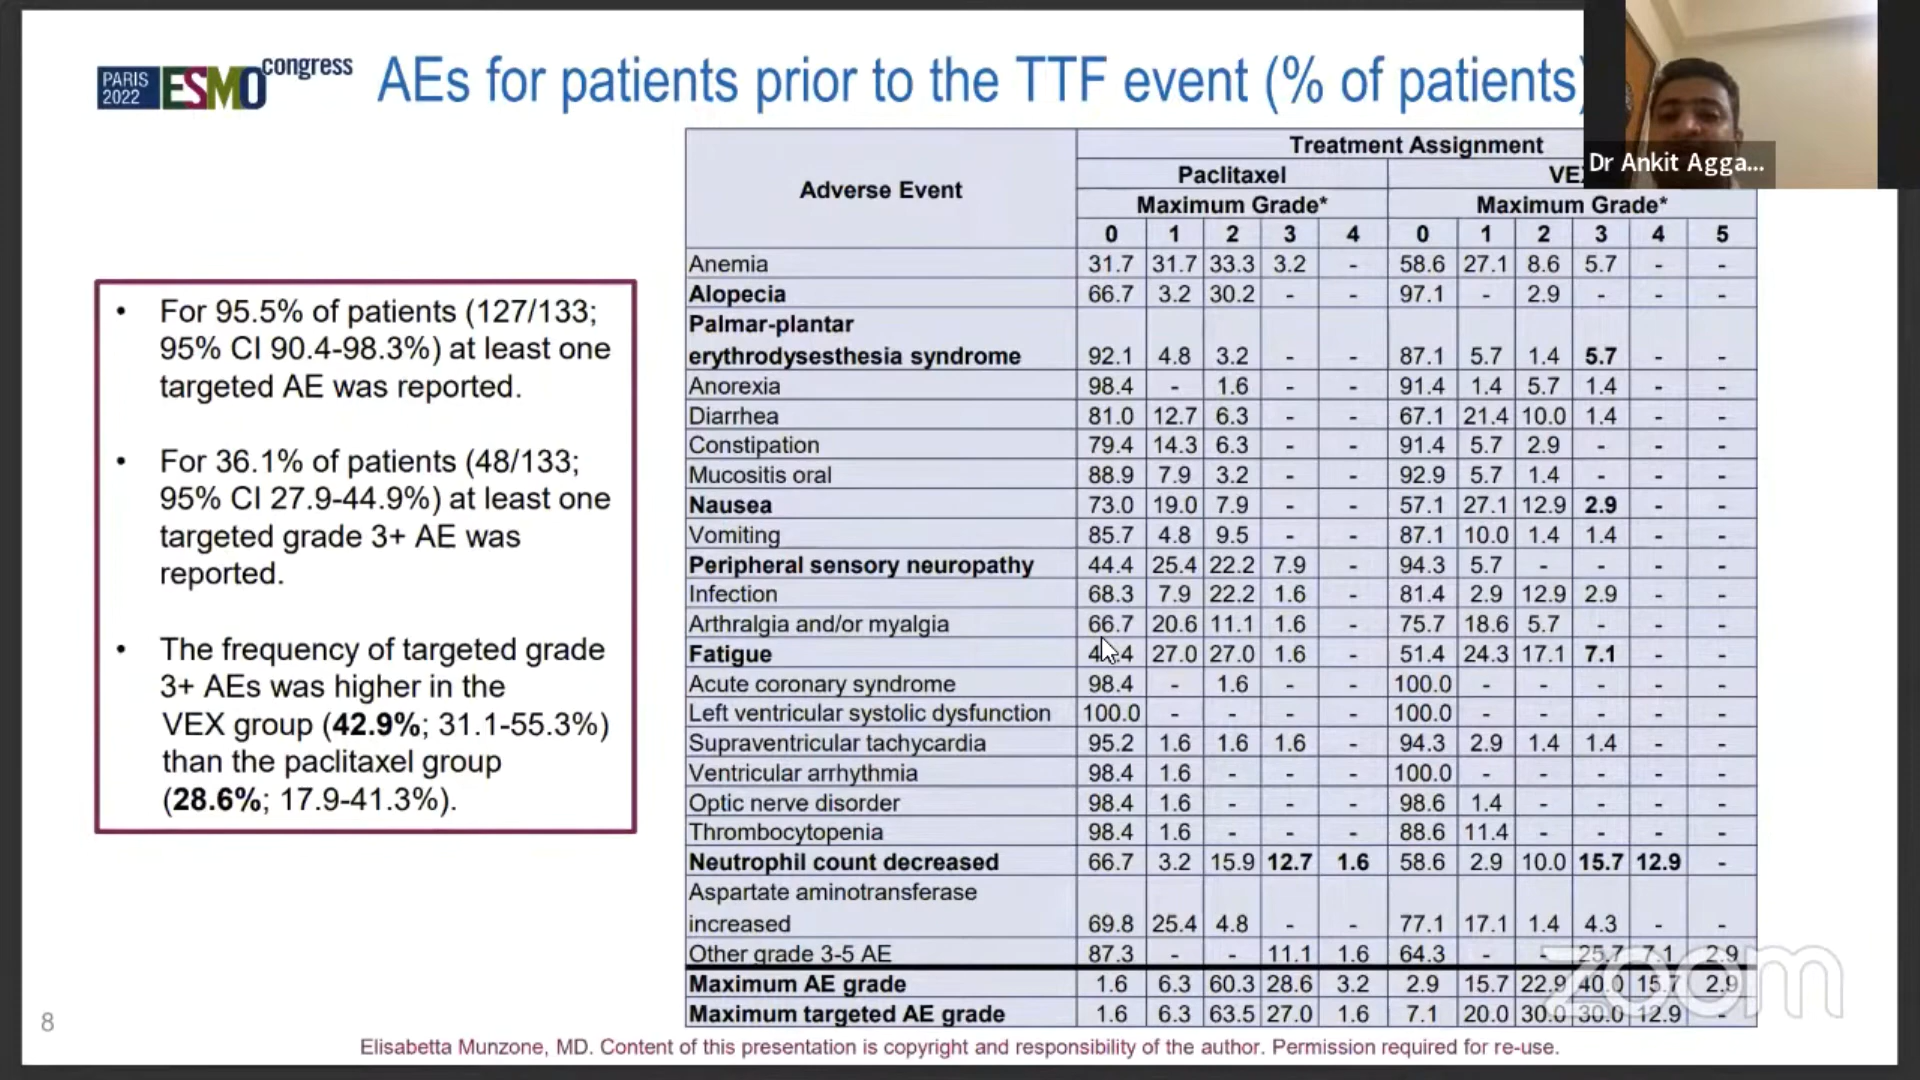 PARIS
2022
ESMO congress
AEs for patients prior to the TTF event (% of patients)
Dr Ankit Agga...
• For 95.5% of patients (127/133;
95% CI 90.4-98.3%) at least one
targeted AE was reported.
• For 36.1% of patients (48/133;
95% CI 27.9-44.9%) at least one
targeted grade 3+ AE was
reported.
• The frequency of targeted grade
3+ AEs was higher in the
VEX group (42.9%; 31.1-55.3%)
than the paclitaxel group
(28.6%; 17.9-41.3%).
Adverse Event Treatment Assignment
Paclitaxel
Maximum Grade* Maximum Grade*
0 1 2 3 4 0 1 2 3 4 5
Anemia 31.7 31.7 33.3 3.2 - 58.6 27.1 8.6 5.7 - -
Alopecia 66.7 3.2 30.2 - - 97.1 - 2.9 - - -
Palmar-plantar
erythrodysesthesia syndrome 92.1 4.8 3.2 - - 87.1 5.7 1.4 5.7 - -
Anorexia 98.4 - 1.6 - - 91.4 1.4 5.7 1.4 - -
Diarrhea 81.0 12.7 6.3 - - 67.1 21.4 10.0 1.4 - -
Constipation 79.4 14.3 6.3 - - 91.4 5.7 2.9 - - -
Mucositis oral 88.9 7.9 3.2 - - 92.9 5.7 1.4 - - -
Nausea 73.0 19.0 7.9 - - 57.1 27.1 12.9 2.9 - -
Vomiting 85.7 4.8 9.5 - - 87.1 10.0 1.4 1.4 - -
Peripheral sensory neuropathy 44.4 25.4 22.2 7.9 - 94.3 5.7 - - - -
Infection 68.3 7.9 22.2 1.6 - 81.4 2.9 12.9 2.9 - -
Arthralgia and/or myalgia 66.7 20.6 11.1 1.6 - 75.7 18.6 5.7 - - -
Fatigue 27.0 27.0 1.6 - 51.4 24.3 17.1 7.1 - -
Acute coronary syndrome 98.4 - 1.6 - - 100.0 - - - - -
Left ventricular systolic dysfunction 100.0 - - - - 100.0 - - - - -
Supraventricular tachycardia 95.2 1.6 1.6 1.6 - 94.3 2.9 1.4 1.4 - -
Ventricular arrhythmia 98.4 1.6 - - - 100.0 - - - - -
Optic nerve disorder 98.4 1.6 - - - 98.6 1.4 - - - -
Thrombocytopenia 98.4 1.6 - - - 88.6 11.4 - - - -
Neutrophil count decreased 66.7 3.2 15.9 12.7 1.6 58.6 2.9 10.0 15.7 12.9 -
Aspartate aminotransferase
increased 69.8 25.4 4.8 - - 77.1 17.1 1.4 4.3 - -
Other grade 3-5 AE 87.3 - - 11.1 1.6 64.3 - - 25.7 7.1 2.9
Maximum AE grade 1.6 6.3 60.3 28.6 3.2 2.9 15.7 22.9 40.0 15.7 2.9
Maximum targeted AE grade 1.6 6.3 63.5 27.0 1.6 7.1 20.0 30.0 30.0 12.9 -
zoom
8
Elisabetta Munzone, MD. Content of this presentation is copyright and responsibility of the author. Permission required for re-use.